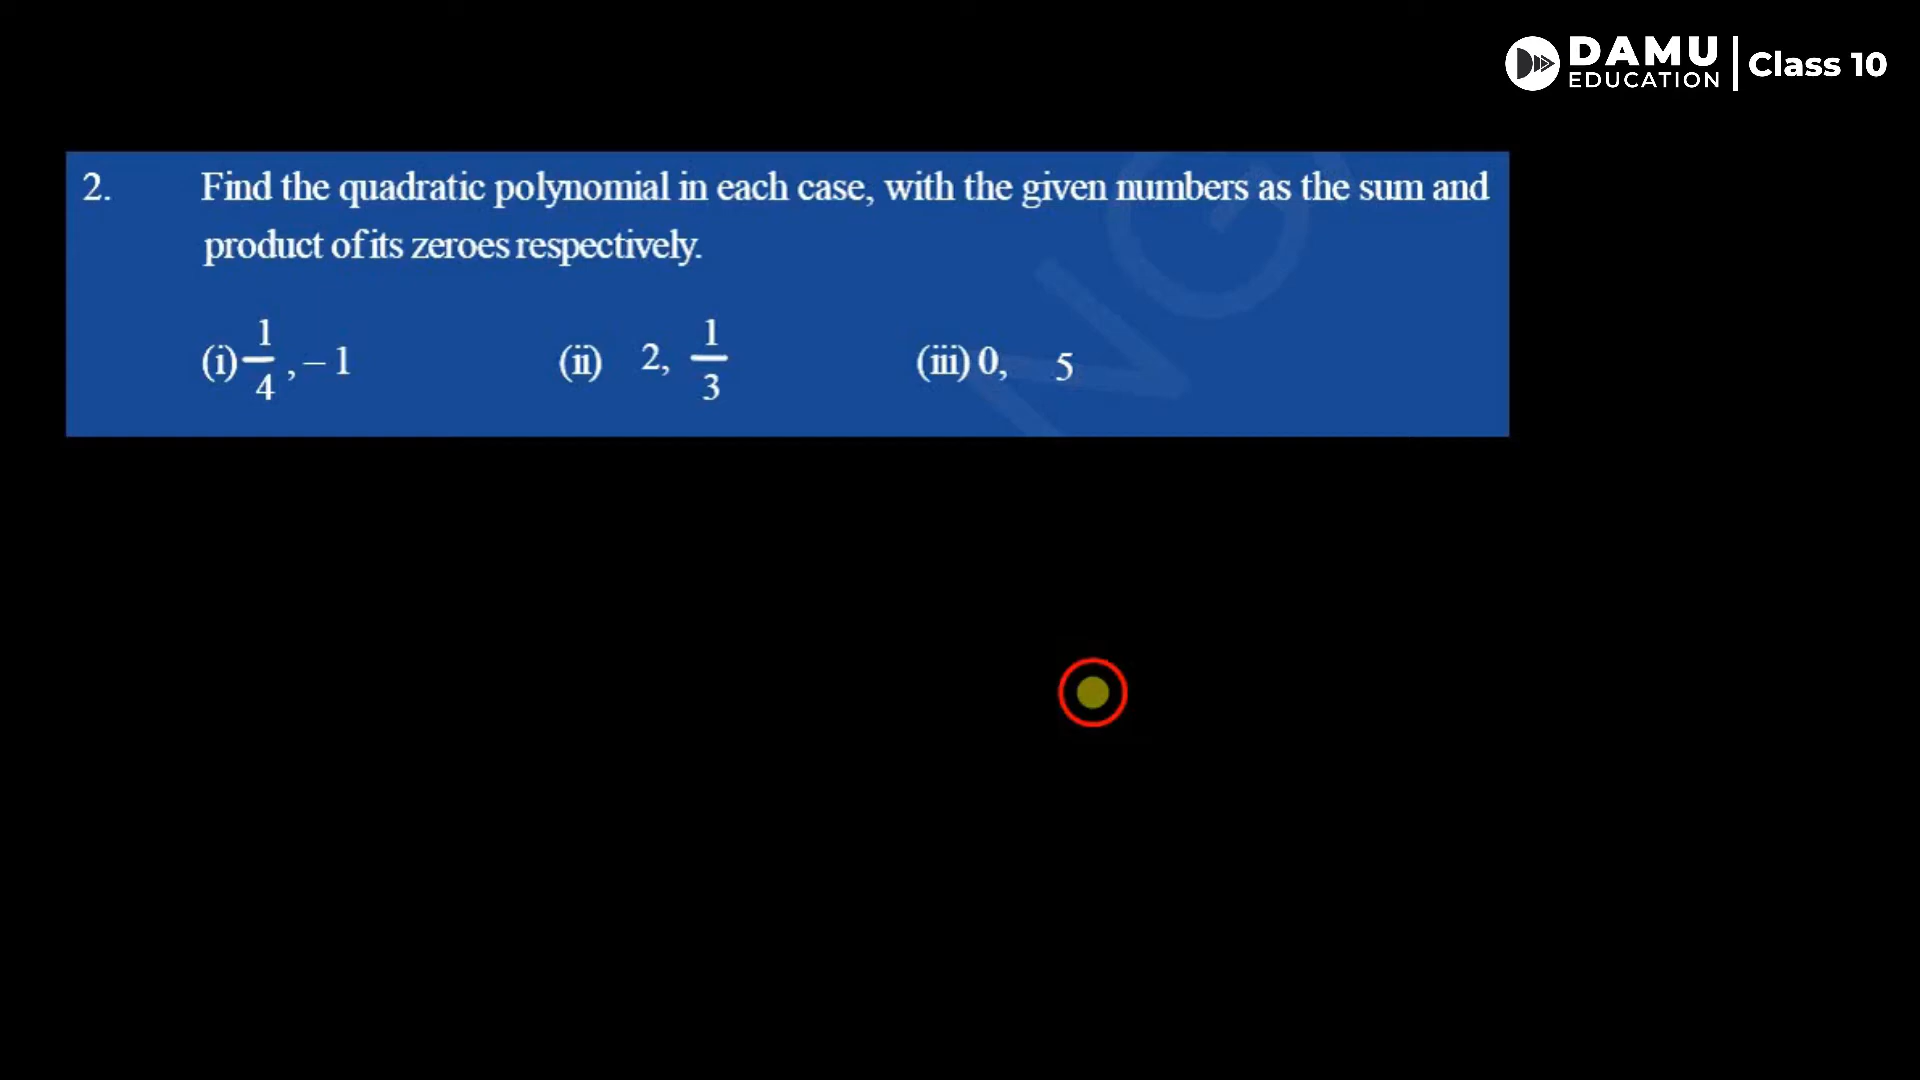 DAMU
EDUCATION
Class 10
2. Find the quadratic polynomial in each case, with the given numbers as the sum and
product of its zeroes respectively.
(i) 1/4 , – 1 (ii) 2, 1/3 (iii) 0, 5